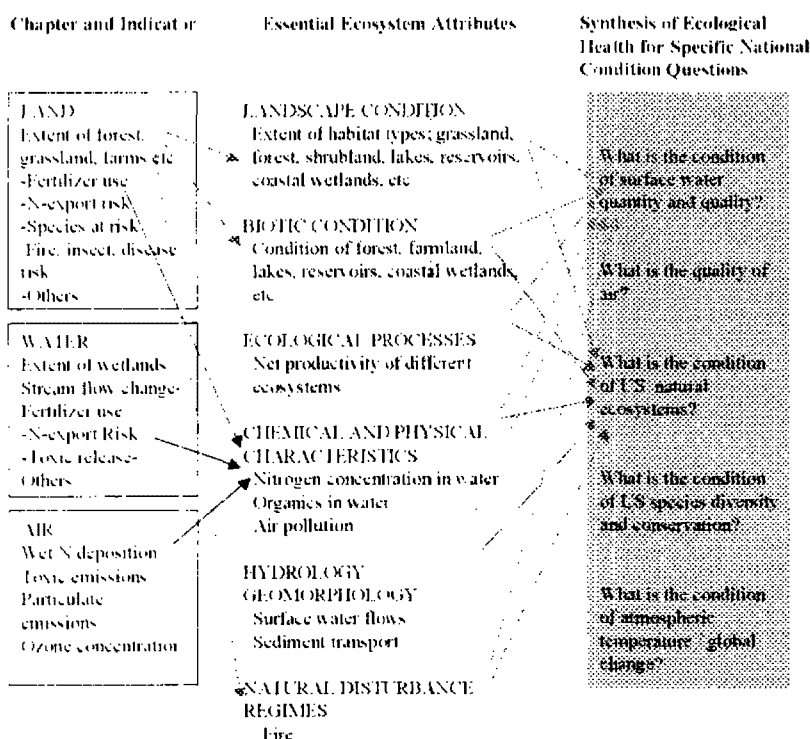 Chapter and Indicator
LAND
Extent of forest,
grassland, farms etc
-Fertilizer use
-N-export risk
-Species at risk
-Fire, insect, disease
risk
-Others
WATER
Extent of wetlands
Stream flow change-
Fertilizer use
-N-export Risk
-Toxic release-
Others
AIR
Wet N deposition
Toxic emissions
Particulate
emissions
Ozone concentration
Essential Ecosystem Attributes
LANDSCAPE CONDITION
Extent of habitat types; grassland,
forest, shrubland, lakes, reservoirs,
coastal wetlands, etc
BIOTIC CONDITION
Condition of forest, farmland,
lakes, reservoirs, coastal wetlands,
etc
ECOLOGICAL PROCESSES
Net productivity of different
ecosystems
CHEMICAL AND PHYSICAL
CHARACTERISTICS
Nitrogen concentration in water
Organics in water
Air pollution
HYDROLOGY
GEOMORPHOLOGY
Surface water flows
Sediment transport
NATURAL DISTURBANCE
REGIMES
Fire
Synthesis of Ecological
Health for Specific National
Condition Questions
What is the condition
of surface water
quantity and quality?
What is the quality of
air?
What is the condition
of US natural
ecosystems?
What is the condition
of US species diversity
and conservation?
What is the condition
of atmospheric
temperature global
change?